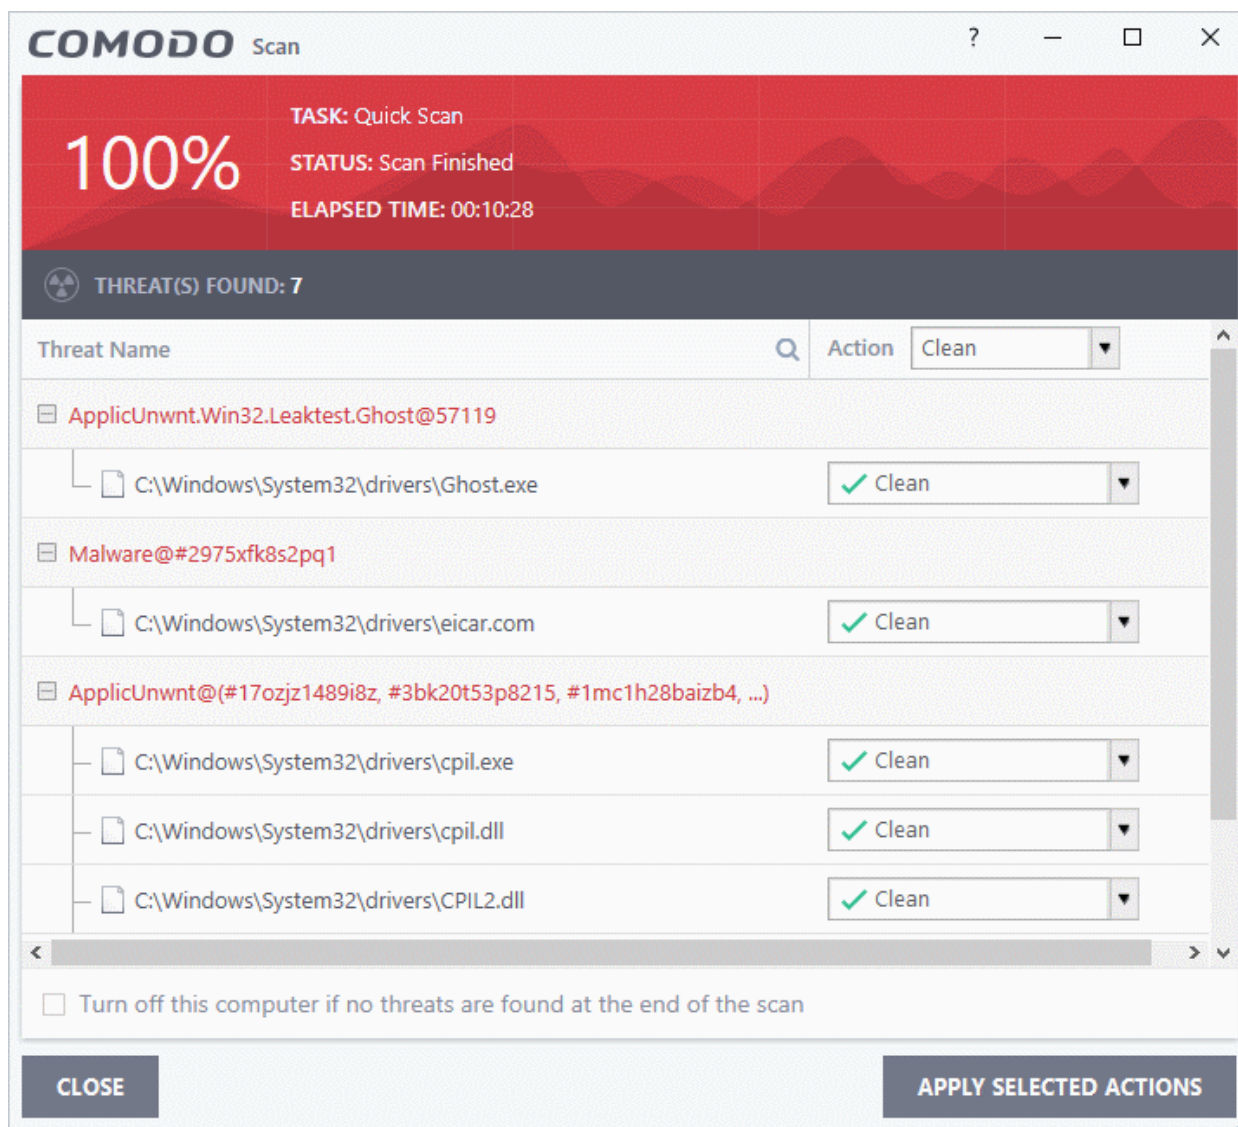 COMODO Scan ?
100%
TASK: Quick Scan
STATUS: Scan Finished
ELAPSED TIME: 00:10:28
THREAT(S) FOUND: 7
Threat Name Action Clean
ApplicUnwnt.Win32.Leaktest.Ghost@57119
C:\Windows\System32\drivers\Ghost.exe Clean
Malware@#2975xfk8s2pq1
C:\Windows\System32\drivers\eicar.com Clean
ApplicUnwnt@(#17ozjz1489i8z, #3bk20t53p8215, #1mc1h28baizb4, ...)
C:\Windows\System32\drivers\cpil.exe Clean
C:\Windows\System32\drivers\cpil.dll Clean
C:\Windows\System32\drivers\CPIL2.dll Clean
Turn off this computer if no threats are found at the end of the scan
CLOSE APPLY SELECTED ACTIONS